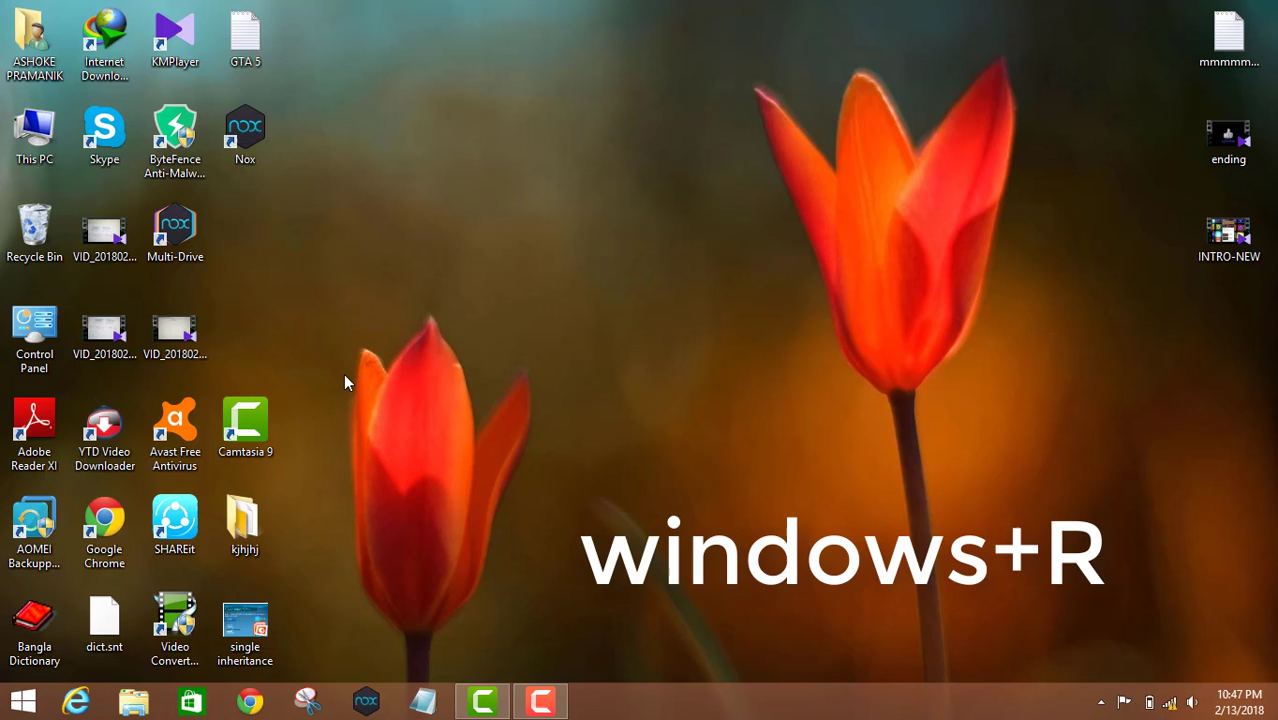 ASHOKE
PRAMANIK
Internet
Downlo...
KMPlayer
GTA 5
mmmmm...
This PC
Skype
ByteFence
Anti-Malw...
nox
Nox
ending
Recycle Bin
VID_201802...
nox
Multi-Drive
INTRO-NEW
Control
Panel
VID_201802...
VID_201802...
Adobe
Reader XI
YTD Video
Downloader
Avast Free
Antivirus
Camtasia 9
AOMEI
Backupp...
Google
Chrome
SHAREit
kjhjhj
windows+R
Bangla
Dictionary
dict.snt
Video
Convert...
single
inheritance
nox
10:47 PM
2/13/2018